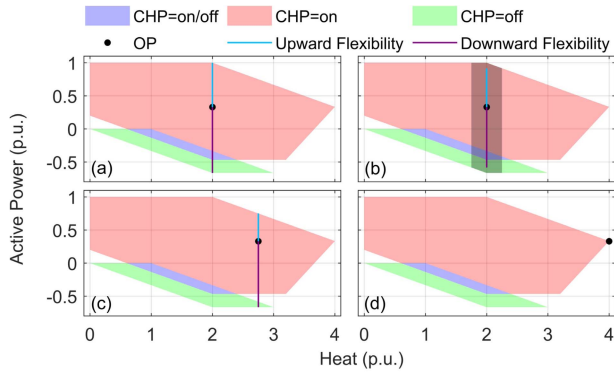 CHP=on/off CHP=on CHP=off
OP Upward Flexibility Downward Flexibility
1
0.5
0
-0.5
(a)
(b)
1
0.5
0
-0.5
(c)
(d)
0 1 2 3 4
0 1 2 3 4
Active Power (p.u.)
Heat (p.u.)